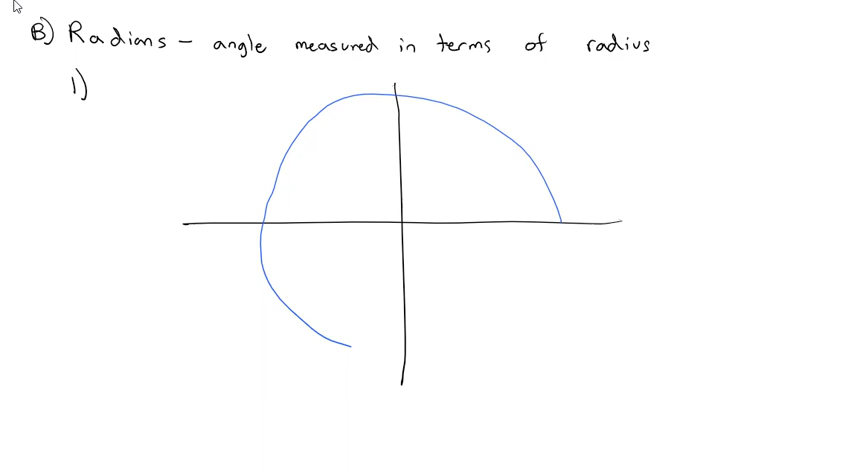 B) Radians – angle measured in terms of radius
1)